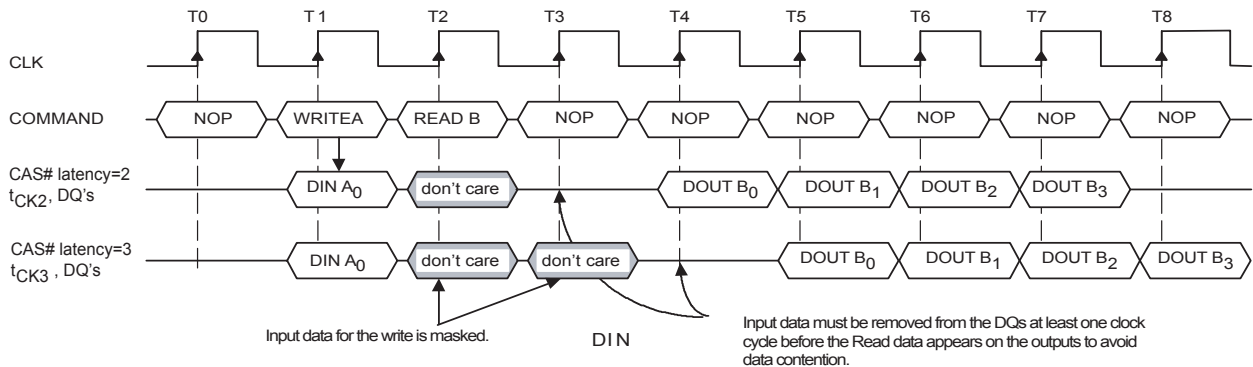 T0 T1 T2 T3 T4 T5 T6 T7 T8
CLK
COMMAND NOP WRITEA READ B NOP NOP NOP NOP NOP NOP
CAS# latency=2
tCK2, DQ's DIN A0 don't care DOUT B0 DOUT B1 DOUT B2 DOUT B3
CAS# latency=3
tCK3 , DQ's DIN A0 don't care don't care DOUT B0 DOUT B1 DOUT B2 DOUT B3
Input data for the write is masked.
DIN
Input data must be removed from the DQs at least one clock
cycle before the Read data appears on the outputs to avoid
data contention.